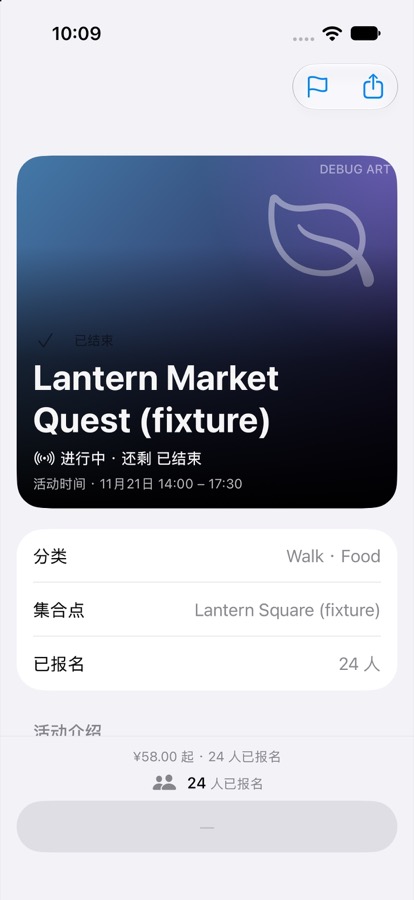 10:09
DEBUG ART
已结束
Lantern Market
Quest (fixture)
进行中 · 还剩 已结束
活动时间 · 11月21日 14:00 – 17:30
分类
Walk · Food
集合点
Lantern Square (fixture)
已报名
24 人
活动介绍
¥58.00 起 · 24 人已报名
24 人已报名
—